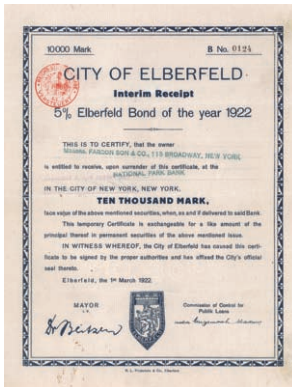 10000 Mark B No. 0124
CITY OF ELBERFELD
Interim Receipt
5% Elberfeld Bond of the year 1922
THIS IS TO CERTIFY, that the owner
& CO., 115 BROADWAY, NEW YORK
is entitled to receive, upon surrender of this certificate, at the
NATIONAL PARK BANK
IN THE CITY OF NEW YORK, NEW YORK.
TEN THOUSAND MARK,
face value of the above mentioned securities, when, as and if delivered to said Bank.
This temporary Certificate is exchangeable for a like amount of the
principal thereof in permanent securities of the above mentioned issue.
IN WITNESS WHEREOF, the City of Elberfeld has caused this certi-
ficate to be signed by the proper authorities and has affixed the City's official
seal thereto.
Elberfeld, the 1st March 1922.
MAYOR
Commission of Control for
Public Loans